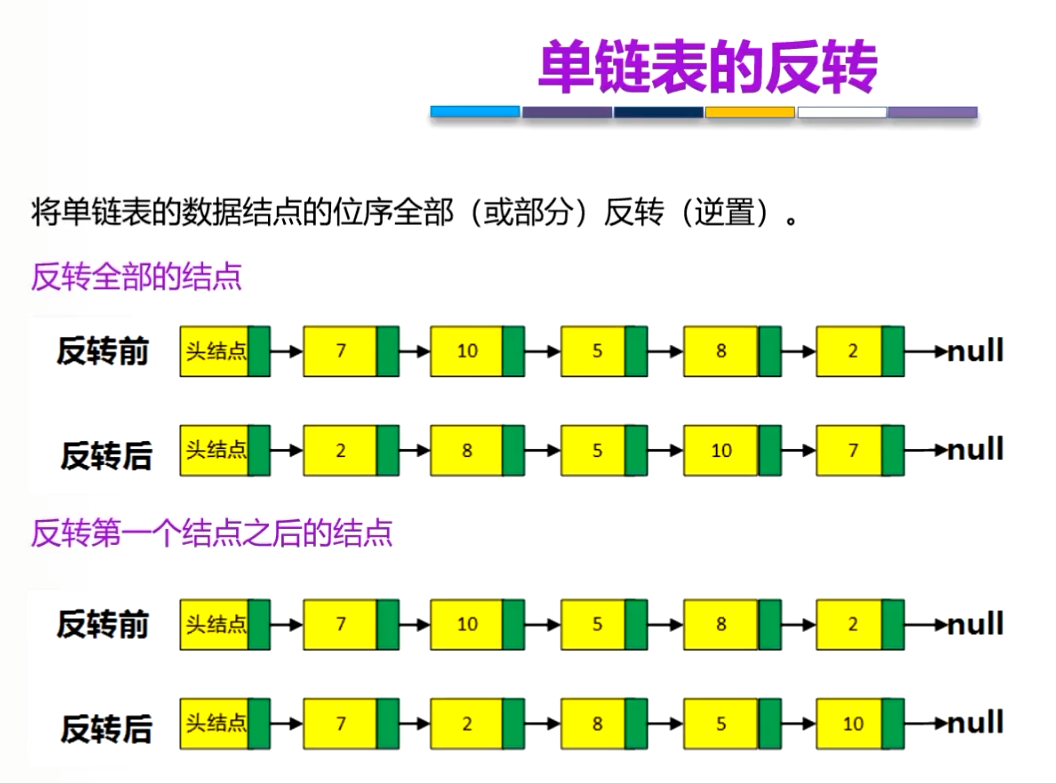 单链表的反转
将单链表的数据结点的位序全部（或部分）反转（逆置）。
反转全部的结点
反转前 头结点 7 10 5 8 2 null
反转后 头结点 2 8 5 10 7 null
反转第一个结点之后的结点
反转前 头结点 7 10 5 8 2 null
反转后 头结点 7 2 8 5 10 null